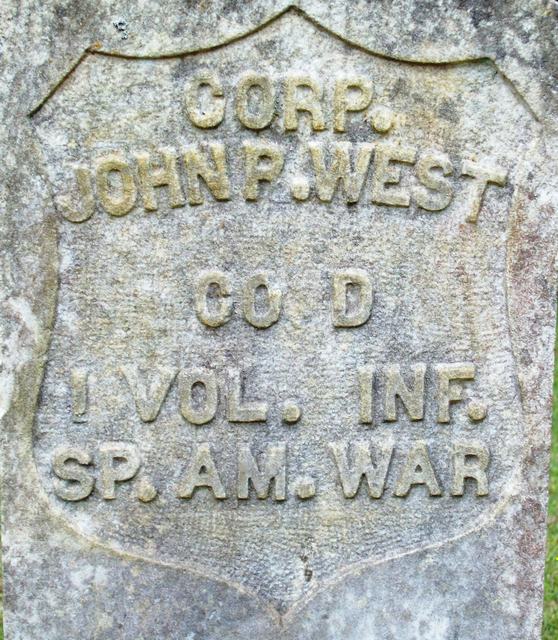 CORP.
JOHN P. WEST
CO D
1 VOL. INF.
SP. AM. WAR